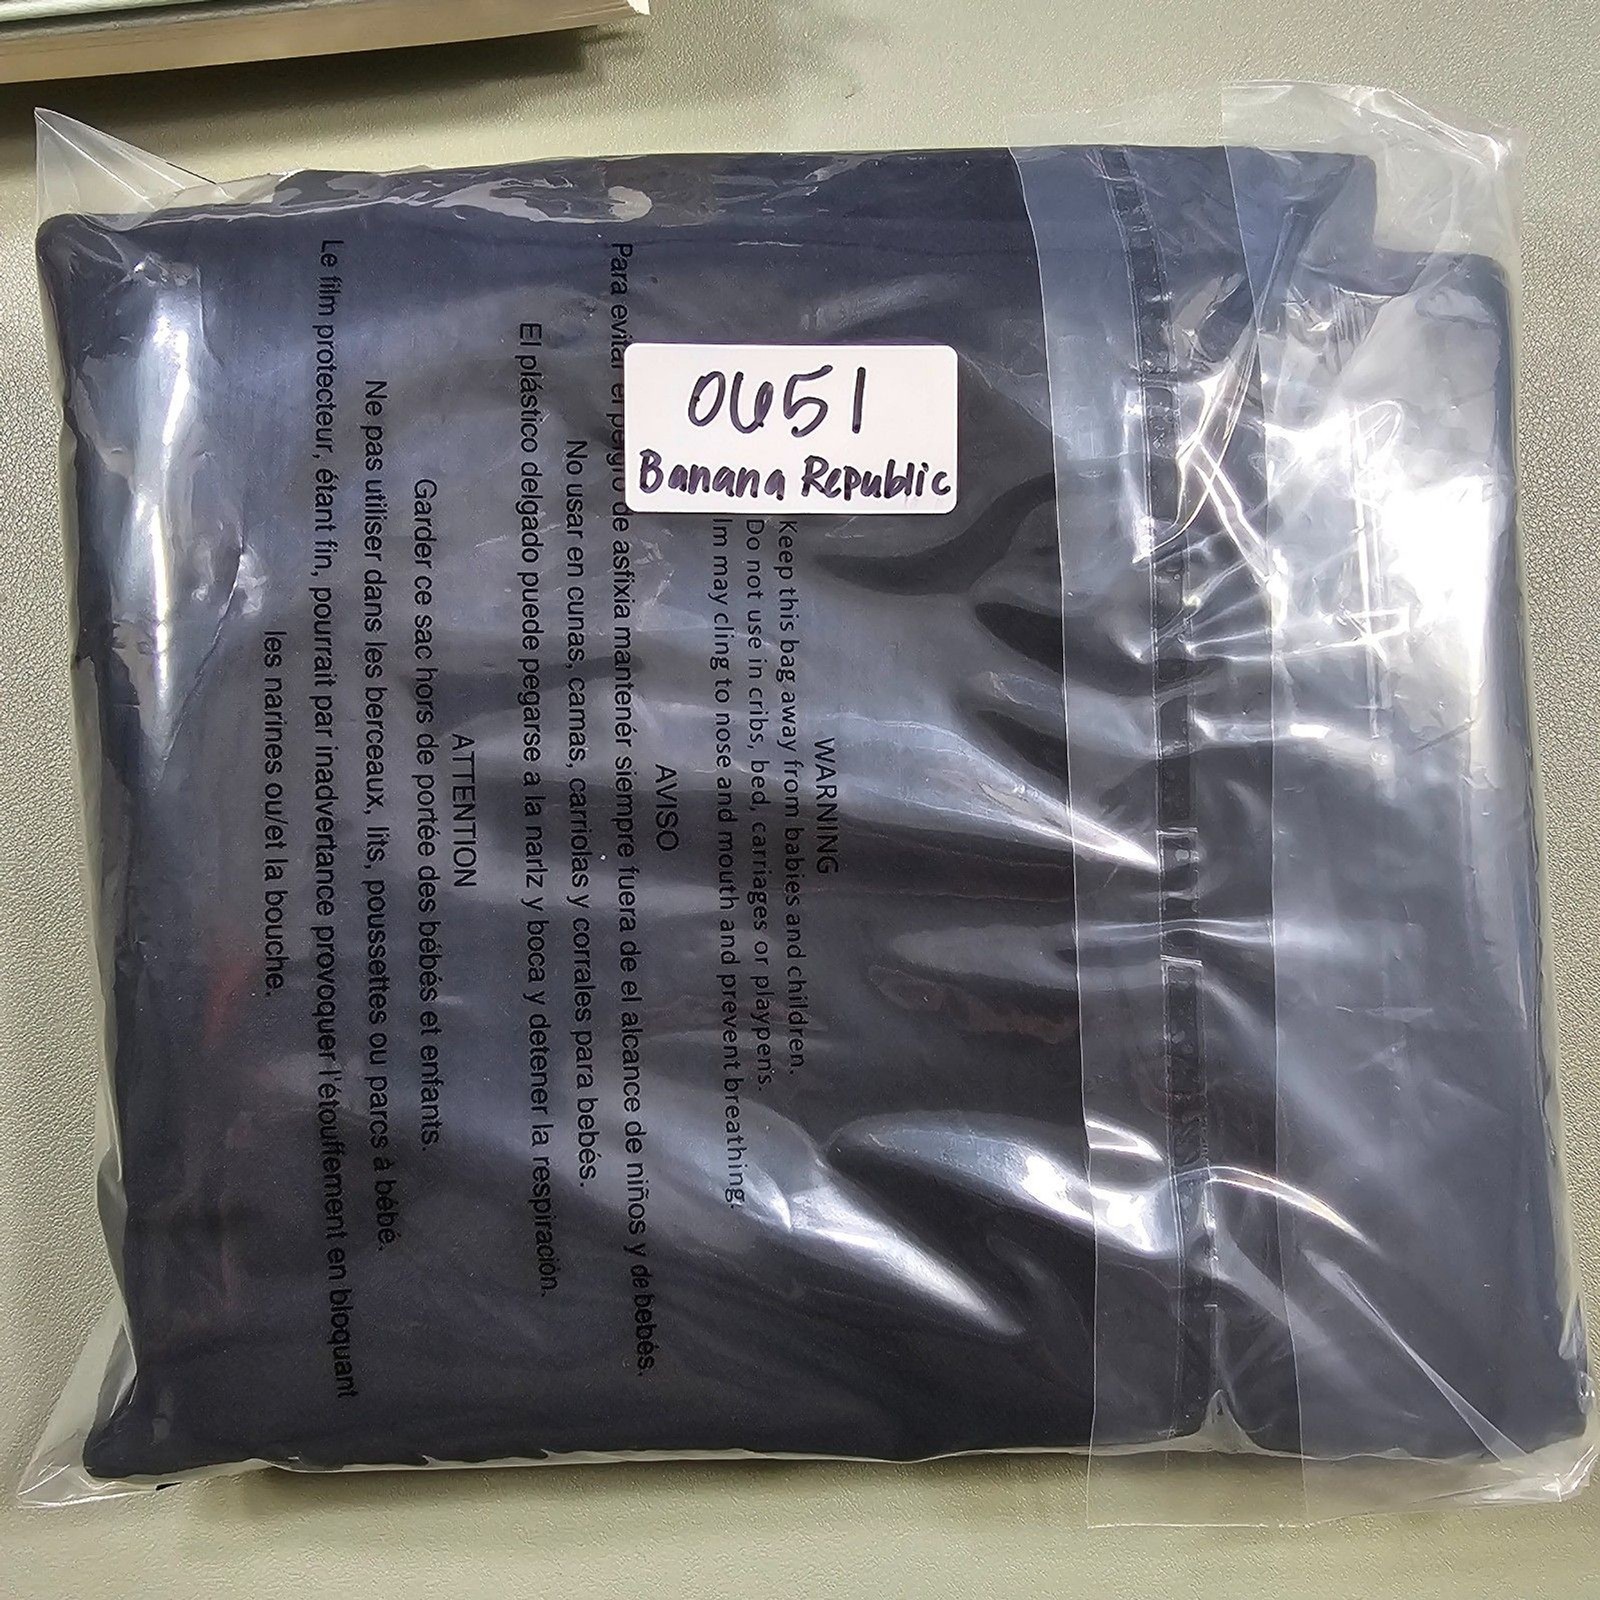 0651
Banana Republic
WARNING
Keep this bag away from babies and children.
Do not use in cribs, bed, carriages or playpens.
lm may cling to nose and mouth and prevent breathing.
AVISO
Para evitar el peligro de asfixia mantenér siempre fuera de el alcance de niños y de bebés.
No usar en cunas, camas, carriolas y corrales para bebés.
El plástico delgado puede pegarse a la narlz y boca y detener la respiración.
ATTENTION
Garder ce sac hors de portée des bébés et enfants.
Ne pas utiliser dans les berceaux, lits, poussettes ou parcs à bébé.
Le film protecteur, étant fin, pourrait par inadvertance provoquer l'étouffement en bloquant
les narines ou/et la bouche.